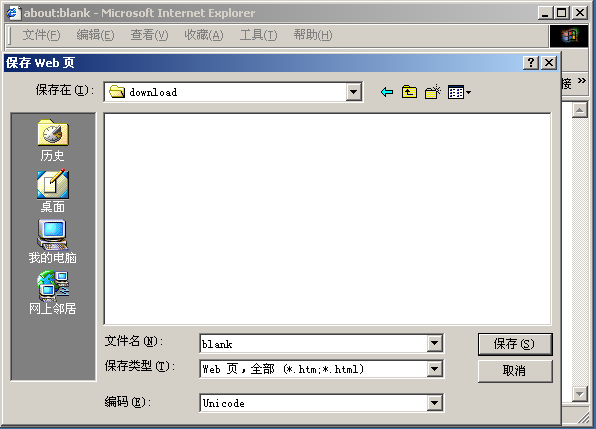 about:blank - Microsoft Internet Explorer
文件(F) 编辑(E) 查看(V) 收藏(A) 工具(T) 帮助(H)
保存 Web 页
接 »
保存在(I): download
历史
桌面
我的电脑
网上邻居
文件名(N): blank 保存(S)
保存类型(T): Web 页，全部 (*.htm;*.html) 取消
编码(E): Unicode